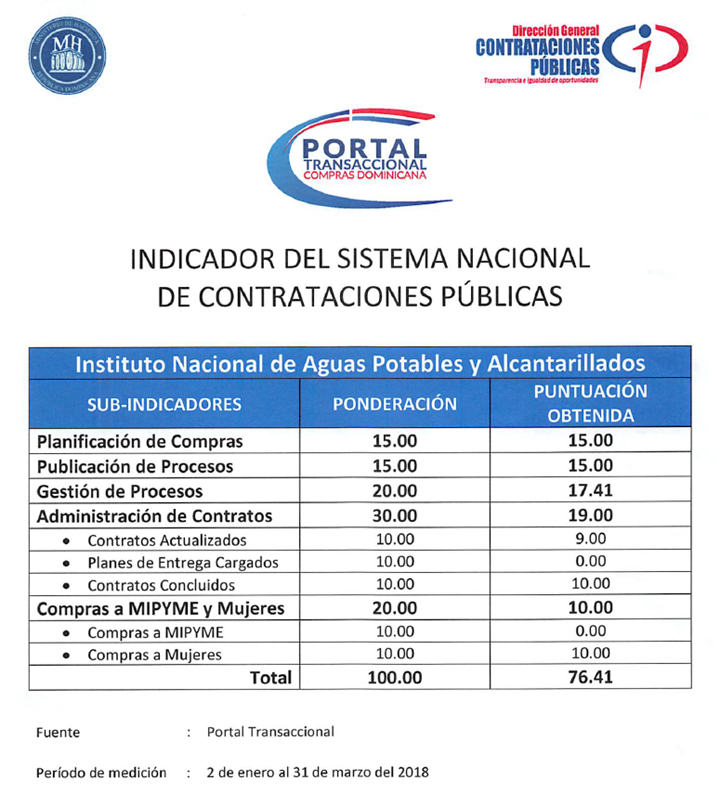 MINISTERIO DE HACIENDA
MH
REPÚBLICA DOMINICANA
Dirección General
CONTRATACIONES
PÚBLICAS
Transparencia e igualdad de oportunidades
PORTAL
TRANSACCIONAL
COMPRAS DOMINICANA
INDICADOR DEL SISTEMA NACIONAL
DE CONTRATACIONES PÚBLICAS
Instituto Nacional de Aguas Potables y Alcantarillados
SUB-INDICADORES PONDERACIÓN PUNTUACIÓN OBTENIDA
Planificación de Compras 15.00 15.00
Publicación de Procesos 15.00 15.00
Gestión de Procesos 20.00 17.41
Administración de Contratos 30.00 19.00
• Contratos Actualizados 10.00 9.00
• Planes de Entrega Cargados 10.00 0.00
• Contratos Concluidos 10.00 10.00
Compras a MIPYME y Mujeres 20.00 10.00
• Compras a MIPYME 10.00 0.00
• Compras a Mujeres 10.00 10.00
Total 100.00 76.41
Fuente : Portal Transaccional
Período de medición : 2 de enero al 31 de marzo del 2018